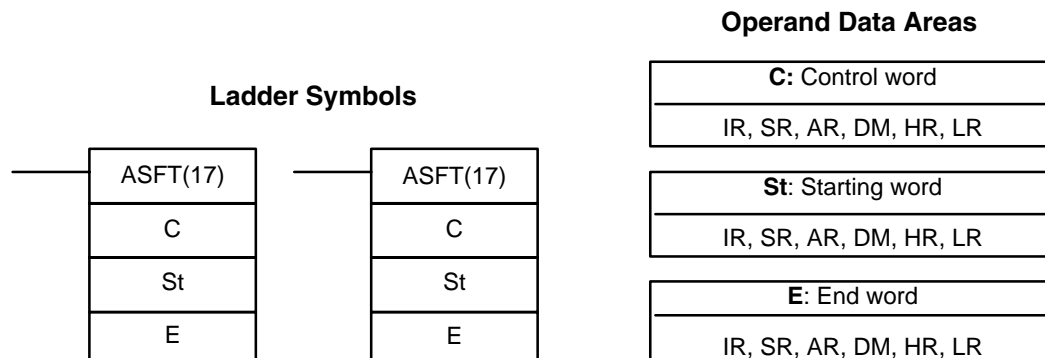 Ladder Symbols
ASFT(17)
C
St
E
ASFT(17)
C
St
E
Operand Data Areas
C: Control word
IR, SR, AR, DM, HR, LR
St: Starting word
IR, SR, AR, DM, HR, LR
E: End word
IR, SR, AR, DM, HR, LR